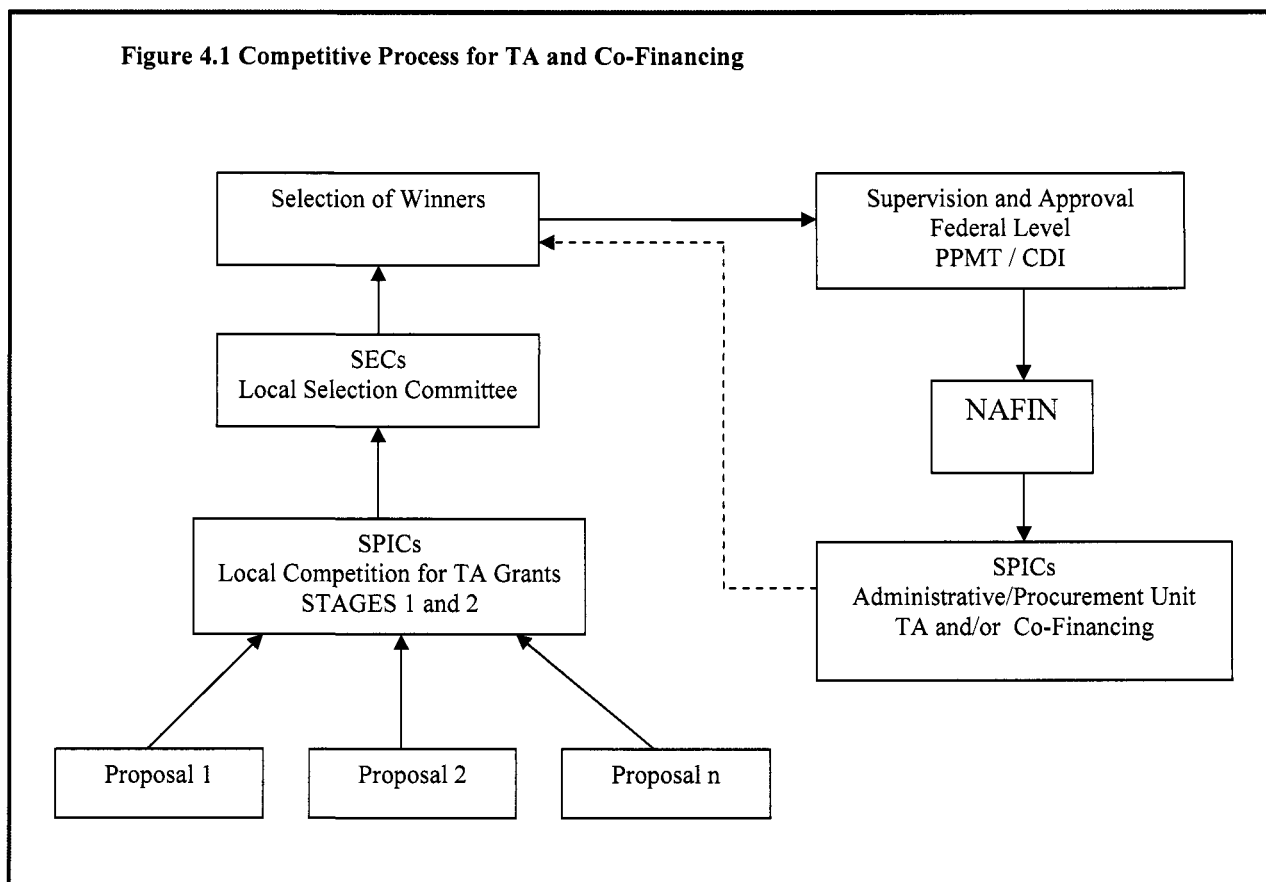 Figure 4.1 Competitive Process for TA and Co-Financing
Selection of Winners
Supervision and Approval
Federal Level
PPMT / CDI
SECs
Local Selection Committee
NAFIN
SPICs
Local Competition for TA Grants
STAGES 1 and 2
SPICs
Administrative/Procurement Unit
TA and/or Co-Financing
Proposal 1
Proposal 2
Proposal n